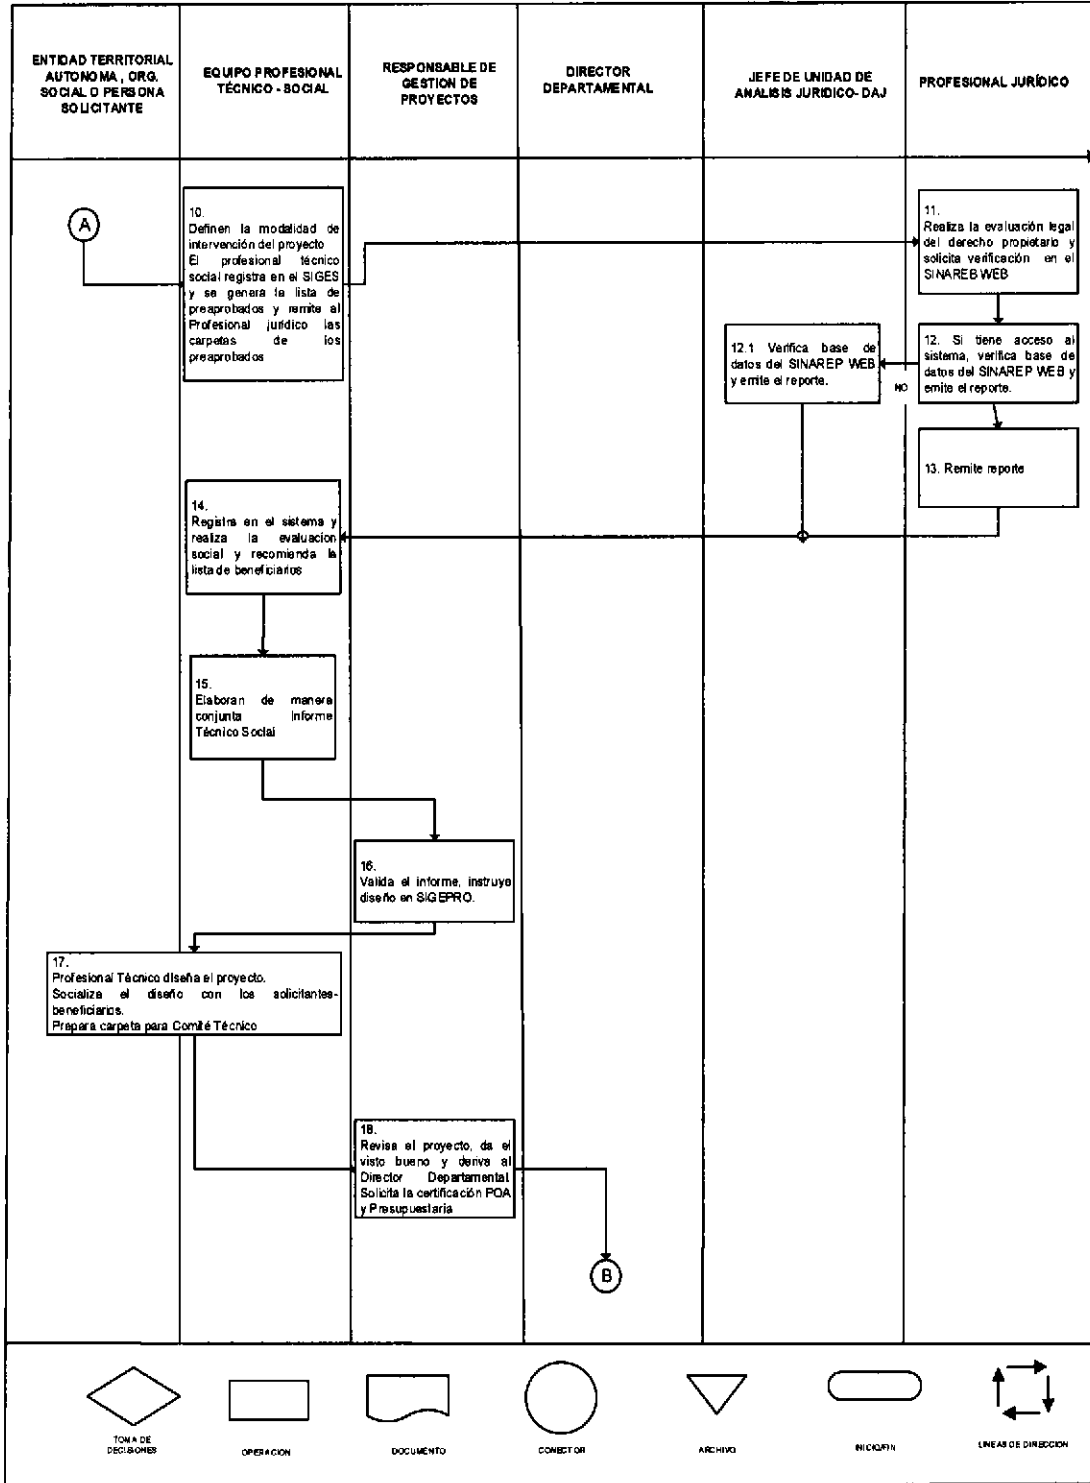 ENTIDAD TERRITORIAL
AUTONOMA , ORG.
SOCIAL O PERSONA
SOLICITANTE
EQUIPO PROFESIONAL
TÉCNICO - SOCIAL
RESPONSABLE DE
GESTION DE
PROYECTOS
DIRECTOR
DEPARTAMENTAL
JEFE DE UNIDAD DE
ANÁLISIS JURIDICO- DAJ
PROFESIONAL JURÍDICO
A
10.
Definen la modalidad de
intervención del proyecto
El profesional técnico
social registra en el SIGES
y se genera la lista de
preaprobados y remite al
Profesional jurídico las
carpetas de los
preaprobados
11.
Realiza la evaluación legal
del derecho propietario y
solicita verificación en el
SINAREB WEB
12. Si tiene acceso al
sistema, verifica base de
datos del SINAREP WEB y
emite el reporte.
NO
12.1 Verifica base de
datos del SINAREP WEB
y emite el reporte.
13. Remite reporte
14.
Registra en el sistema y
realiza la evaluacion
social y recomienda la
lista de beneficiarios
15.
Elaboran de manera
conjunta Informe
Técnico Social
16.
Valida el informe, instruye
diseño en SIGEPRO.
17.
Profesional Técnico diseña el proyecto.
Socializa el diseño con los solicitantes-
beneficiarios.
Prepara carpeta para Comité Técnico
18.
Revisa el proyecto, da el
visto bueno y deriva al
Director Departamental.
Solicita la certificación POA
y Presupuestaria
B
TOMA DE
DECISIONES
OPERACION
DOCUMENTO
CONECTOR
ARCHIVO
INICIO/FIN
LINEAS DE DIRECCION